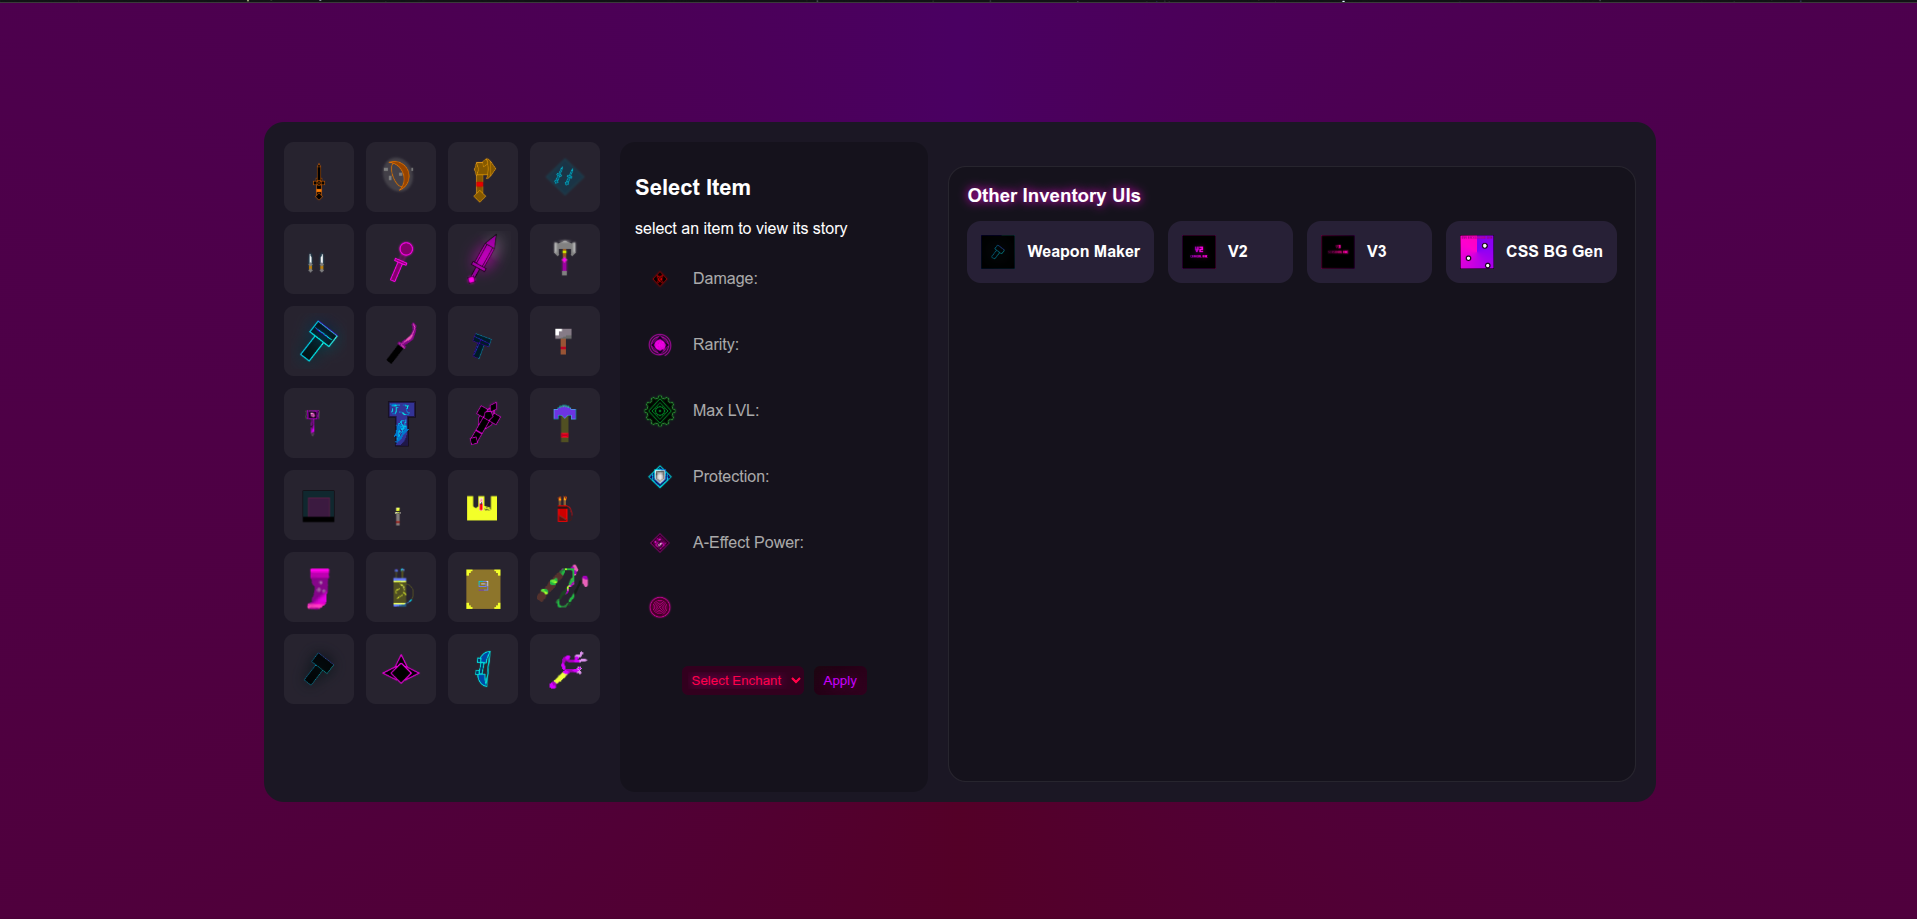 Select Item
select an item to view its story
Damage:
Rarity:
Max LVL:
Protection:
A-Effect Power:
Select Enchant
Apply
Other Inventory UIs
Weapon Maker
V2
V3
CSS BG Gen